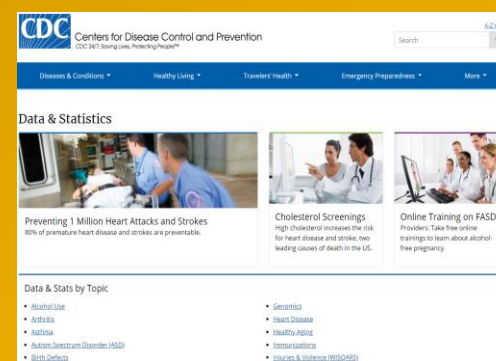 CDC
Centers for Disease Control and Prevention
CDC 24/7: Saving Lives, Protecting People™
Search
Diseases & Conditions
Healthy Living
Travelers' Health
Emergency Preparedness
More
Data & Statistics
Preventing 1 Million Heart Attacks and Strokes
80% of premature heart disease and strokes are preventable.
Cholesterol Screenings
High cholesterol increases the risk
for heart disease and stroke, two
leading causes of death in the US.
Online Training on FASD
Providers: Take free online
trainings to learn about alcohol-
free pregnancy.
Data & Stats by Topic
Alcohol Use
Arthritis
Asthma
Autism Spectrum Disorder (ASD)
Birth Defects
Genomics
Heart Disease
Healthy Aging
Immunizations
Injuries & Violence (WISQARS)